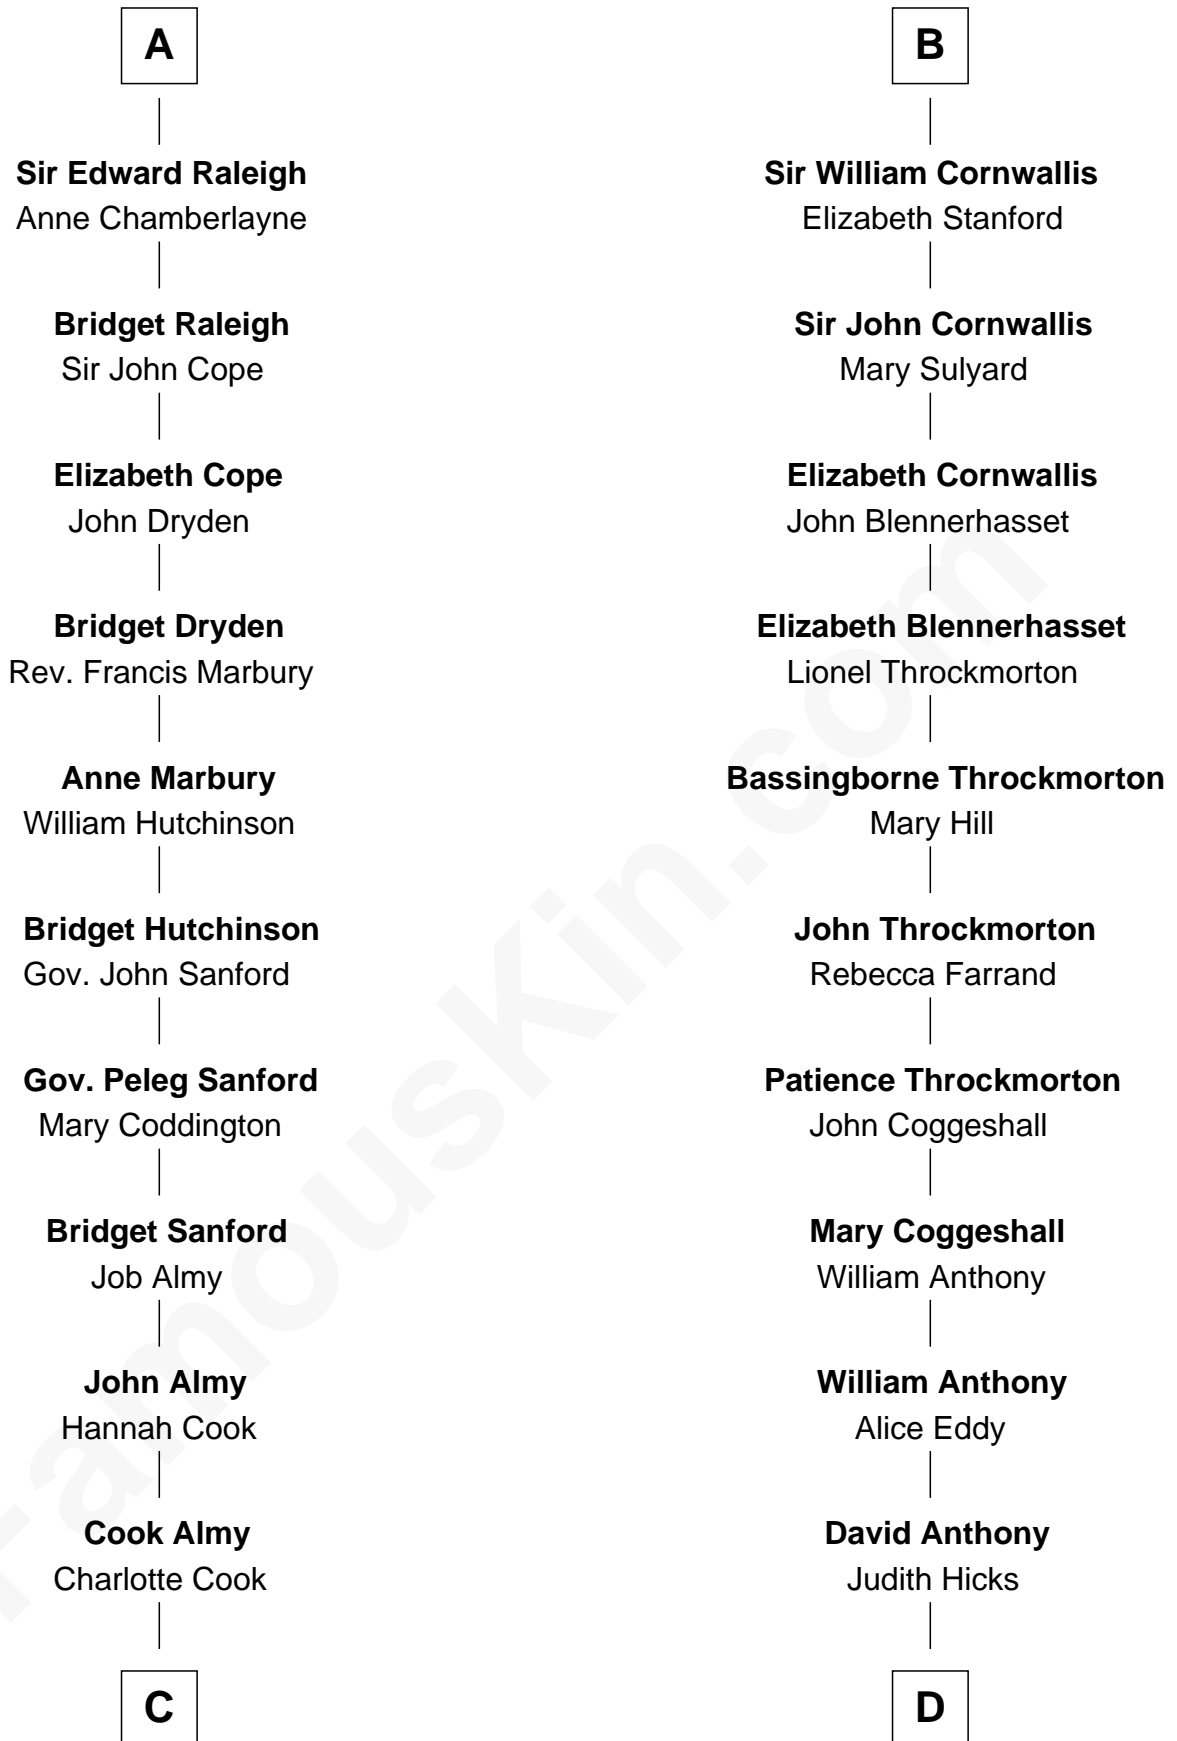 A
Sir Edward Raleigh
Anne Chamberlayne
Bridget Raleigh
Sir John Cope
Elizabeth Cope
John Dryden
Bridget Dryden
Rev. Francis Marbury
Anne Marbury
William Hutchinson
Bridget Hutchinson
Gov. John Sanford
Gov. Peleg Sanford
Mary Coddington
Bridget Sanford
Job Almy
John Almy
Hannah Cook
Cook Almy
Charlotte Cook
C
B
Sir William Cornwallis
Elizabeth Stanford
Sir John Cornwallis
Mary Sulyard
Elizabeth Cornwallis
John Blennerhasset
Elizabeth Blennerhasset
Lionel Throckmorton
Bassingborne Throckmorton
Mary Hill
John Throckmorton
Rebecca Farrand
Patience Throckmorton
John Coggeshall
Mary Coggeshall
William Anthony
William Anthony
Alice Eddy
David Anthony
Judith Hicks
D
FamousKin.com